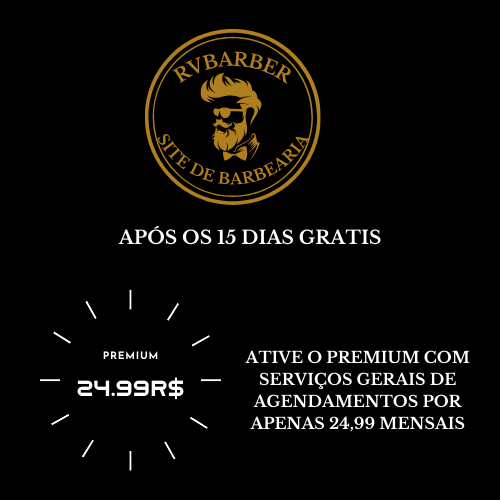 RVBARBER
SITE DE BARBEARIA
APÓS OS 15 DIAS GRATIS
PREMIUM
24.99R$
ATIVE O PREMIUM COM
SERVIÇOS GERAIS DE
AGENDAMENTOS POR
APENAS 24,99 MENSAIS